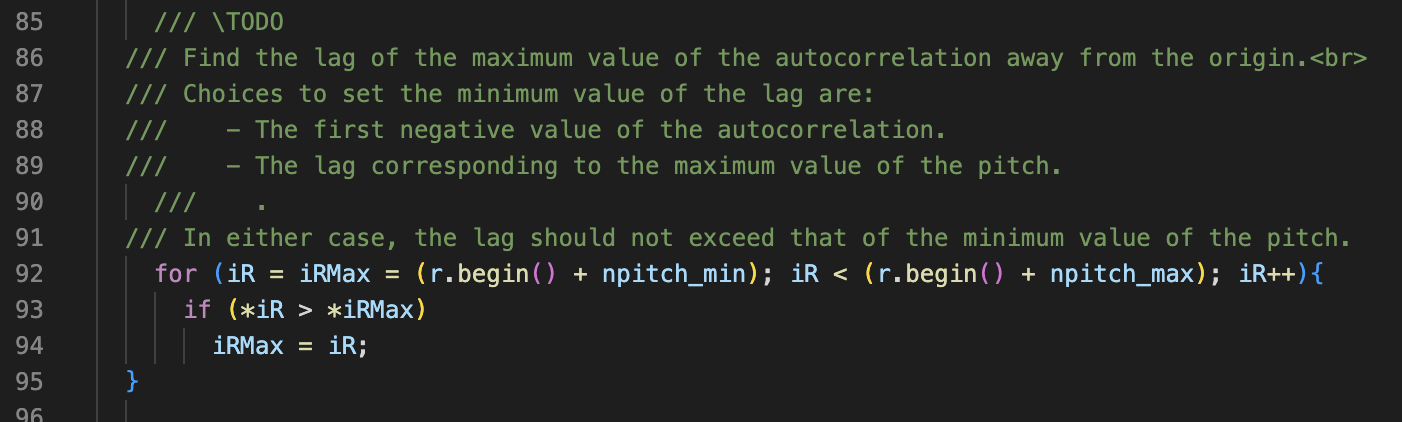 85 /// \TODO
86 /// Find the lag of the maximum value of the autocorrelation away from the origin.<br>
87 /// Choices to set the minimum value of the lag are:
88 ///    - The first negative value of the autocorrelation.
89 ///    - The lag corresponding to the maximum value of the pitch.
90 ///    .
91 /// In either case, the lag should not exceed that of the minimum value of the pitch.
92 for (iR = iRMax = (r.begin() + npitch_min); iR < (r.begin() + npitch_max); iR++){
93 if (*iR > *iRMax)
94 iRMax = iR;
95 }
96